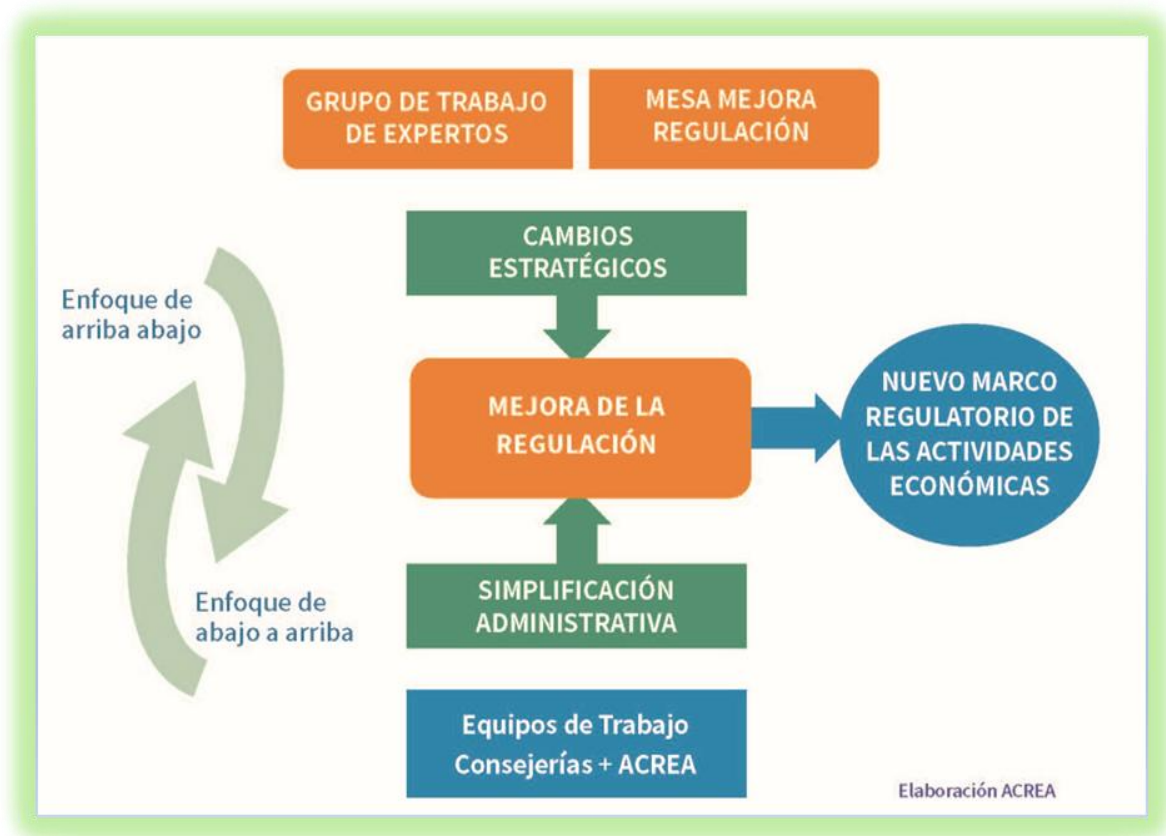 GRUPO DE TRABAJO
DE EXPERTOS
MESA MEJORA
REGULACIÓN
CAMBIOS
ESTRATÉGICOS
Enfoque de
arriba abajo
MEJORA DE LA
REGULACIÓN
NUEVO MARCO
REGULATORIO DE
LAS ACTIVIDADES
ECONÓMICAS
SIMPLIFICACIÓN
ADMINISTRATIVA
Enfoque de
abajo a arriba
Equipos de Trabajo
Consejerías + ACREA
Elaboración ACREA